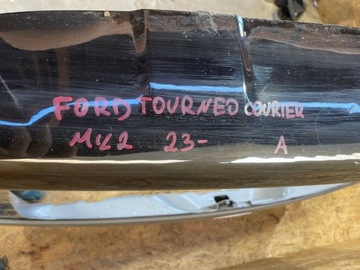 FORD TOURNEO COURIER
MK2 23- A